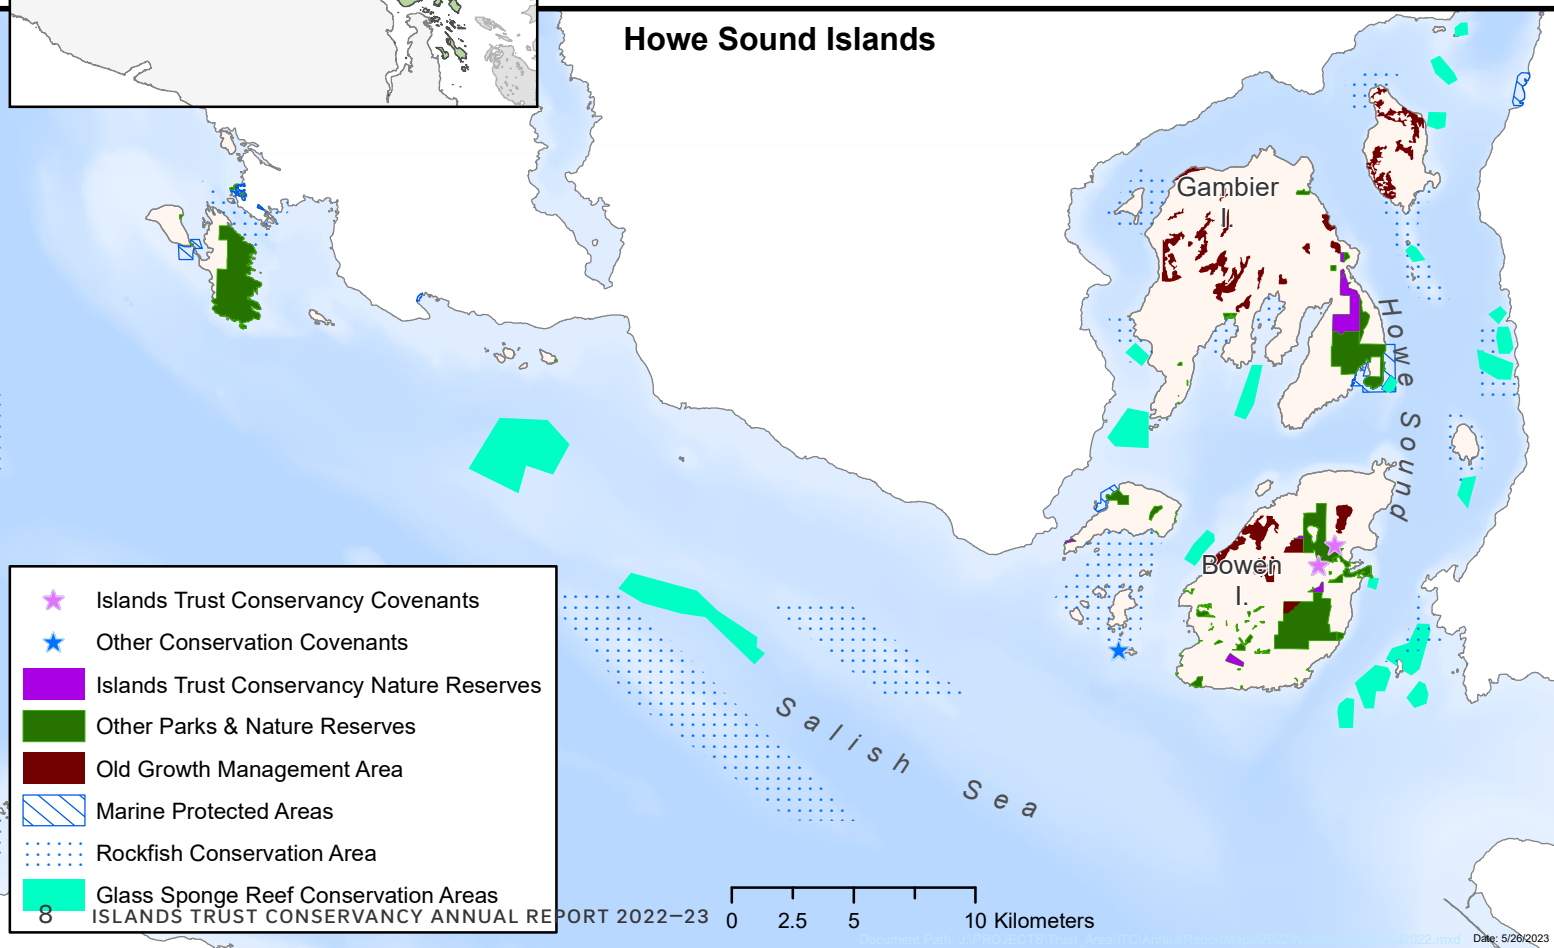 Howe Sound Islands
Gambier
I.
Howe Sound
Bowen
I.
Salish Sea
Islands Trust Conservancy Covenants
Other Conservation Covenants
Islands Trust Conservancy Nature Reserves
Other Parks & Nature Reserves
Old Growth Management Area
Marine Protected Areas
Rockfish Conservation Area
Glass Sponge Reef Conservation Areas
8 ISLANDS TRUST CONSERVANCY ANNUAL REPORT 2022–23
0 2.5 5 10 Kilometers
Date: 5/26/2023